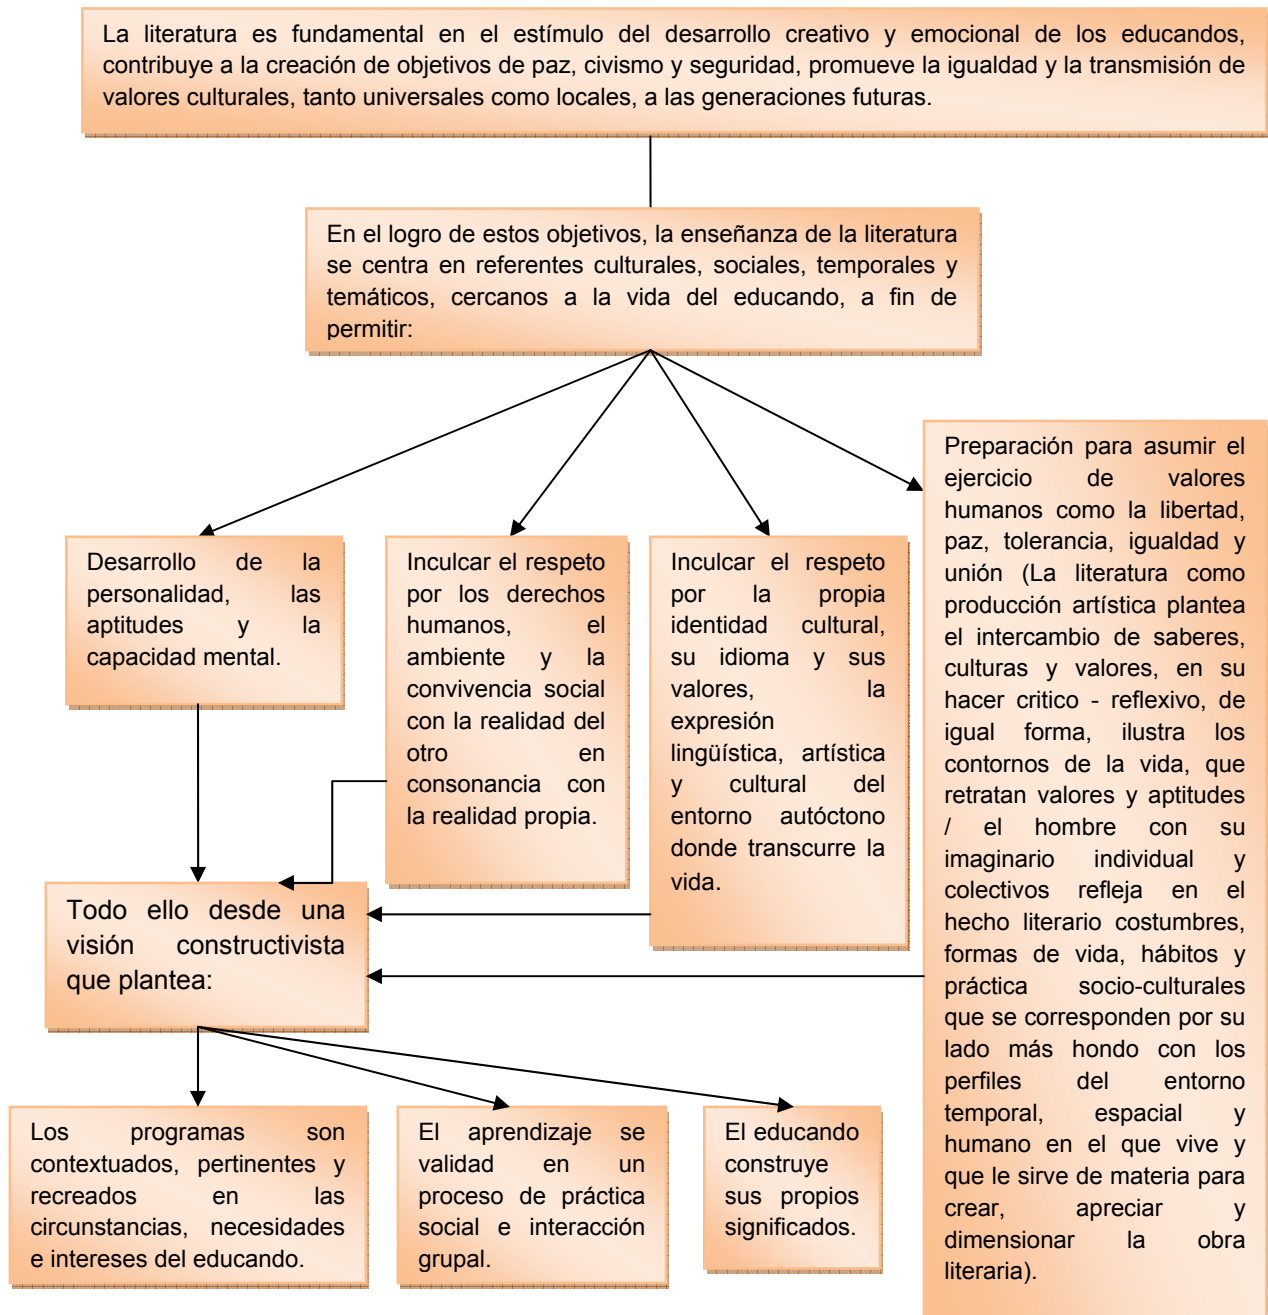 La literatura es fundamental en el estímulo del desarrollo creativo y emocional de los educandos,
contribuye a la creación de objetivos de paz, civismo y seguridad, promueve la igualdad y la transmisión de
valores culturales, tanto universales como locales, a las generaciones futuras.
En el logro de estos objetivos, la enseñanza de la literatura
se centra en referentes culturales, sociales, temporales y
temáticos, cercanos a la vida del educando, a fin de
permitir:
Desarrollo de la
personalidad, las
aptitudes y la
capacidad mental.
Inculcar el respeto
por los derechos
humanos, el
ambiente y la
convivencia social
con la realidad del
otro en
consonancia con
la realidad propia.
Inculcar el respeto
por la propia
identidad cultural,
su idioma y sus
valores, la
expresión
lingüística, artística
y cultural del
entorno autóctono
donde transcurre la
vida.
Preparación para asumir el
ejercicio de valores
humanos como la libertad,
paz, tolerancia, igualdad y
unión (La literatura como
producción artística plantea
el intercambio de saberes,
culturas y valores, en su
hacer critico - reflexivo, de
igual forma, ilustra los
contornos de la vida, que
retratan valores y aptitudes
/ el hombre con su
imaginario individual y
colectivos refleja en el
hecho literario costumbres,
formas de vida, hábitos y
práctica socio-culturales
que se corresponden por su
lado más hondo con los
perfiles del entorno
temporal, espacial y
humano en el que vive y
que le sirve de materia para
crear, apreciar y
dimensionar la obra
literaria).
Todo ello desde una
visión constructivista
que plantea:
Los programas son
contextuados, pertinentes y
recreados en las
circunstancias, necesidades
e intereses del educando.
El aprendizaje se
validad en un
proceso de práctica
social e interacción
grupal.
El educando
construye
sus propios
significados.